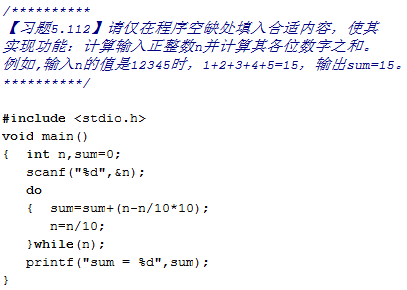 /**********
【习题5.112】请仅在程序空缺处填入合适内容，使其
实现功能：计算输入正整数n并计算其各位数字之和。
例如,输入n的值是12345时，1+2+3+4+5=15，输出sum=15。
**********/
#include <stdio.h>
void main()
{  int n,sum=0;
   scanf("%d",&n);
   do
   {  sum=sum+(n-n/10*10);
      n=n/10;
   }while(n);
   printf("sum = %d",sum);
}